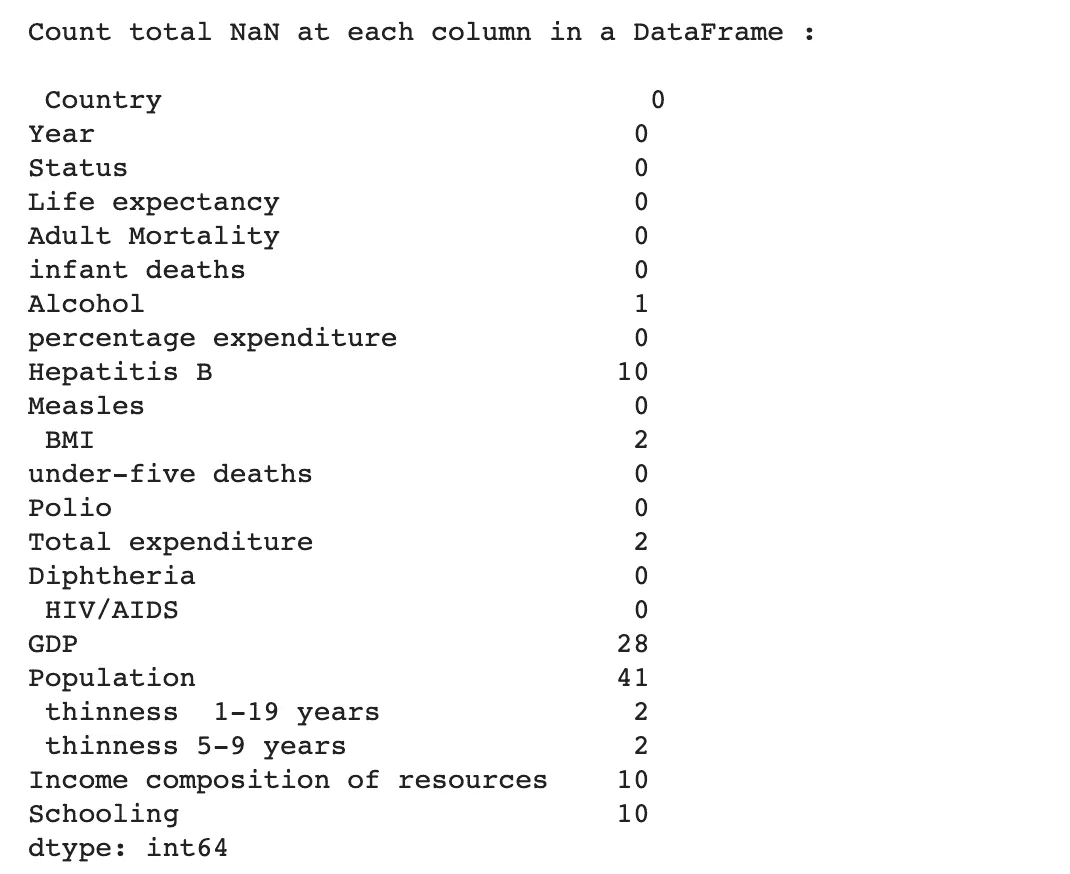 Count total NaN at each column in a DataFrame :
 Country                             0
Year                                0
Status                              0
Life expectancy                     0
Adult Mortality                     0
infant deaths                       0
Alcohol                             1
percentage expenditure              0
Hepatitis B                        10
Measles                             0
 BMI                                2
under-five deaths                   0
Polio                               0
Total expenditure                   2
Diphtheria                          0
 HIV/AIDS                           0
GDP                                28
Population                         41
 thinness  1-19 years               2
 thinness 5-9 years                 2
Income composition of resources    10
Schooling                          10
dtype: int64